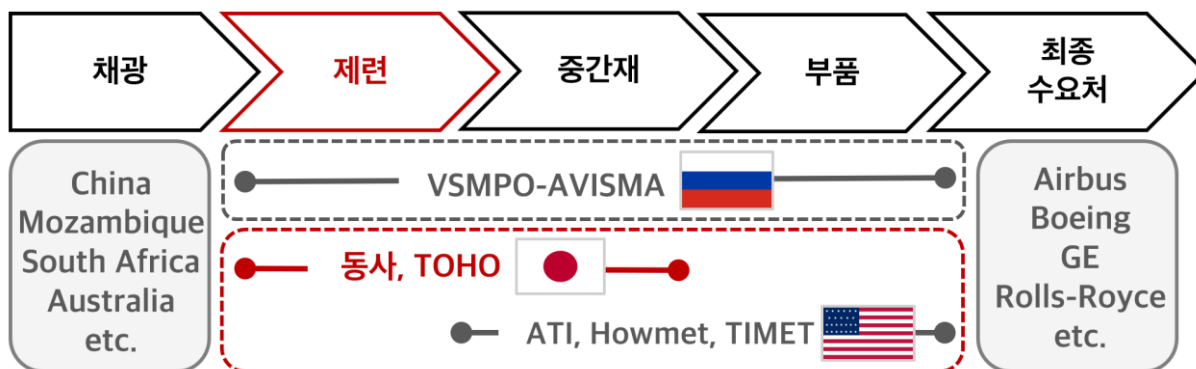 채광
제련
중간재
부품
최종
수요처
China
Mozambique
South Africa
Australia
etc.
VSMPO-AVISMA
동사, TOHO
ATI, Howmet, TIMET
Airbus
Boeing
GE
Rolls-Royce
etc.